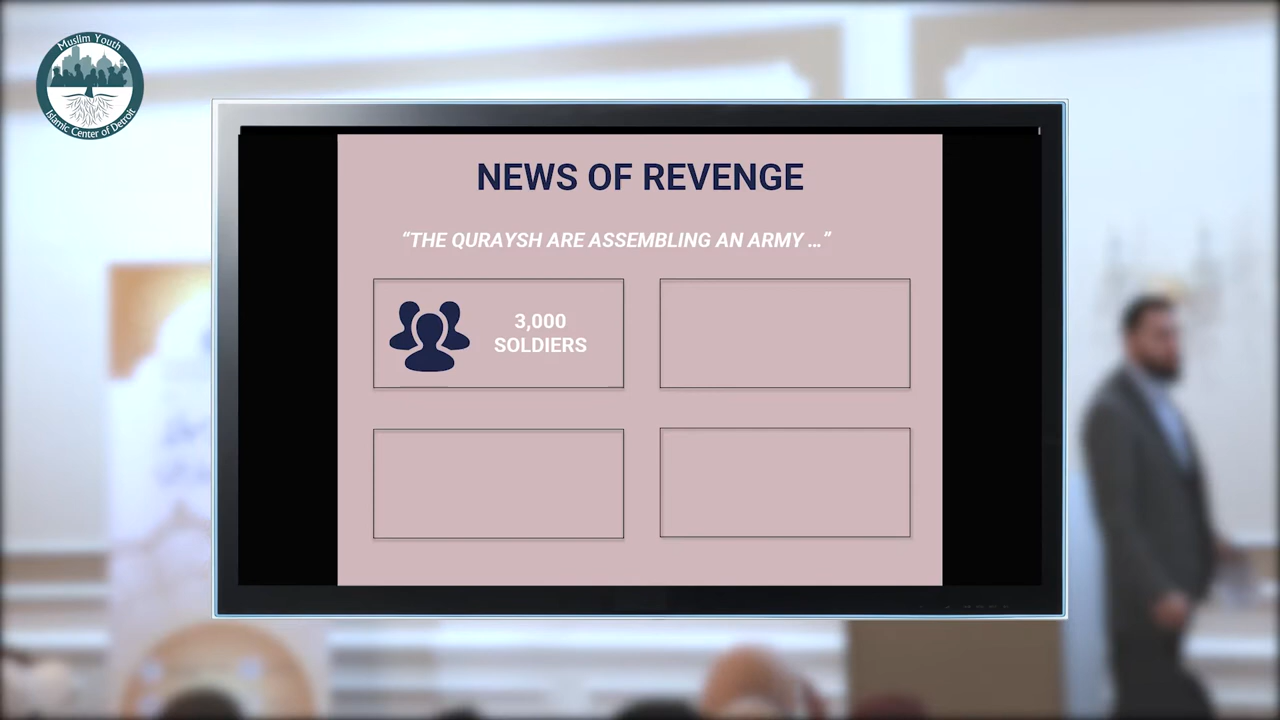 Muslim Youth
Islamic Center of Detroit
NEWS OF REVENGE
“THE QURAYSH ARE ASSEMBLING AN ARMY ...”
3,000
SOLDIERS